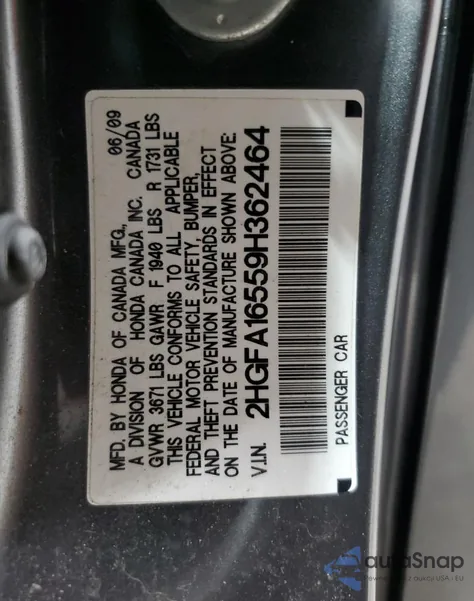 MFD. BY HONDA OF CANADA MFG., 06/09
A DIVISION OF HONDA CANADA INC. CANADA
GVWR 3671 LBS GAWR F 1940 LBS R 1731 LBS
THIS VEHICLE CONFORMS TO ALL APPLICABLE
FEDERAL MOTOR VEHICLE SAFETY, BUMPER,
AND THEFT PREVENTION STANDARDS IN EFFECT
ON THE DATE OF MANUFACTURE SHOWN ABOVE.
V.I.N. 2HGFA16559H362464
PASSENGER CAR
autoSnap